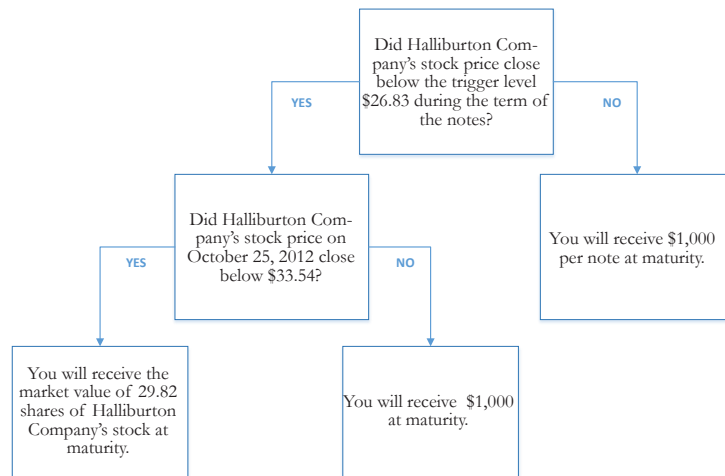 Did Halliburton Com-
pany's stock price close
below the trigger level
$26.83 during the term of
the notes?
YES
NO
Did Halliburton Com-
pany's stock price on
October 25, 2012 close
below $33.54?
You will receive $1,000
per note at maturity.
YES
NO
You will receive the
market value of 29.82
shares of Halliburton
Company's stock at
maturity.
You will receive $1,000
at maturity.